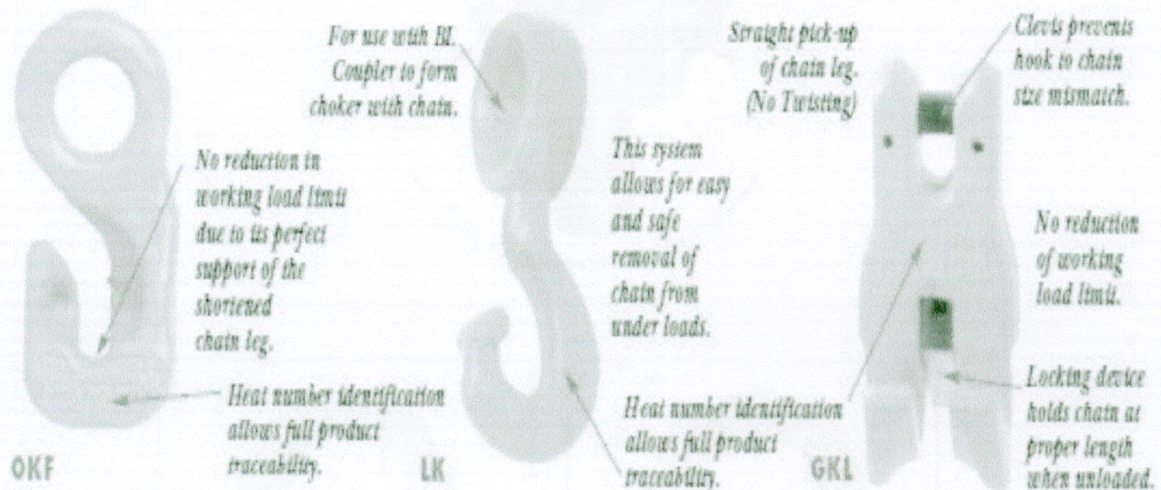 No reduction in
working load limit
due to its perfect
support of the
shortened
chain leg.
Heat number identification
allows full product
traceability.
OKF
For use with BL
Coupler to form
choker with chain.
This system
allows for easy
and safe
removal of
chain from
under loads.
Heat number identification
allows full product
traceability.
LK
Straight pick-up
of chain leg.
(No Twisting)
Clevis prevents
hook to chain
size mismatch.
No reduction
of working
load limit.
Locking device
holds chain at
proper length
when unloaded.
GKL